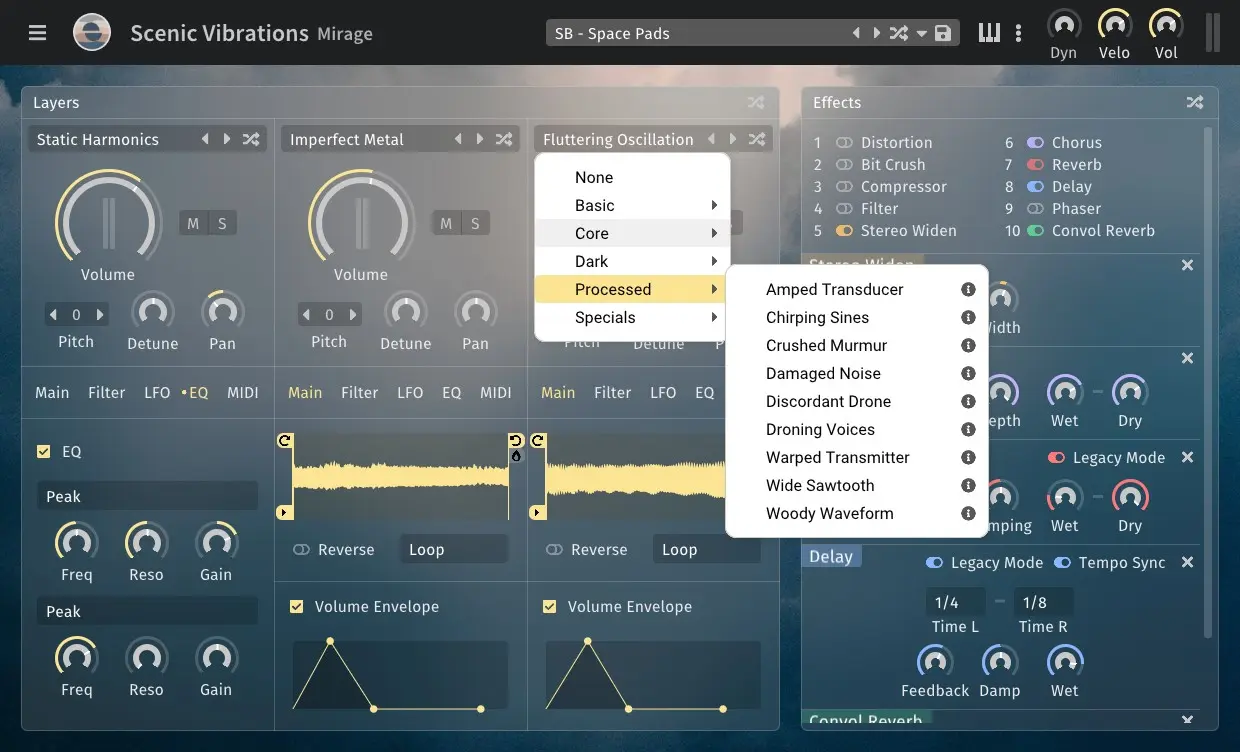 Scenic Vibrations Mirage
SB - Space Pads
Dyn Velo Vol
Layers
Static Harmonics
Imperfect Metal
Fluttering Oscillation
M S
Volume
0
Pitch Detune Pan
M S
Volume
0
Pitch Detune Pan
None
Basic
Core
Dark
Processed
Specials
Pitch Detune
Amped Transducer
Chirping Sines
Crushed Murmur
Damaged Noise
Discordant Drone
Droning Voices
Warped Transmitter
Wide Sawtooth
Woody Waveform
Main Filter LFO EQ MIDI
Main Filter LFO EQ MIDI
Main Filter LFO EQ
EQ
Peak
Freq Reso Gain
Peak
Freq Reso Gain
Reverse Loop
Volume Envelope
Reverse Loop
Volume Envelope
Effects
1 Distortion
2 Bit Crush
3 Compressor
4 Filter
5 Stereo Widen
6 Chorus
7 Reverb
8 Delay
9 Phaser
10 Convol Reverb
Stereo Widen
Width
epth Wet Dry
Legacy Mode
mping Wet Dry
Delay
Legacy Mode Tempo Sync
1/4 1/8
Time L Time R
Feedback Damp Wet
Convol Reverb